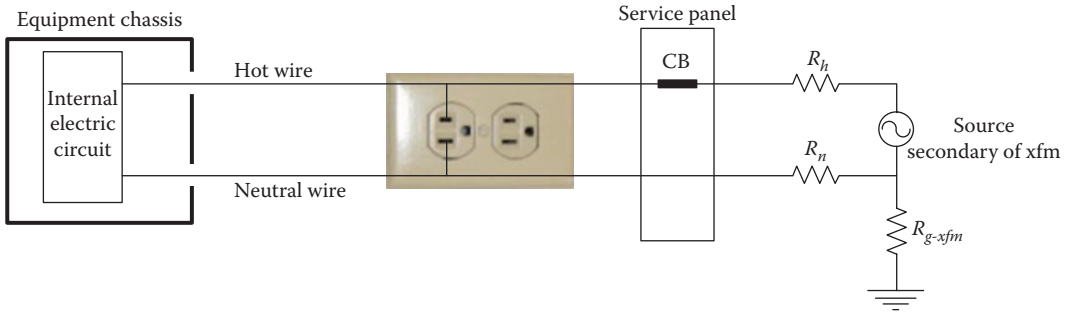 Equipment chassis
Internal
electric
circuit
Hot wire
Neutral wire
Service panel
CB
R_h
R_n
Source
secondary of xfm
R_{g-xfm}